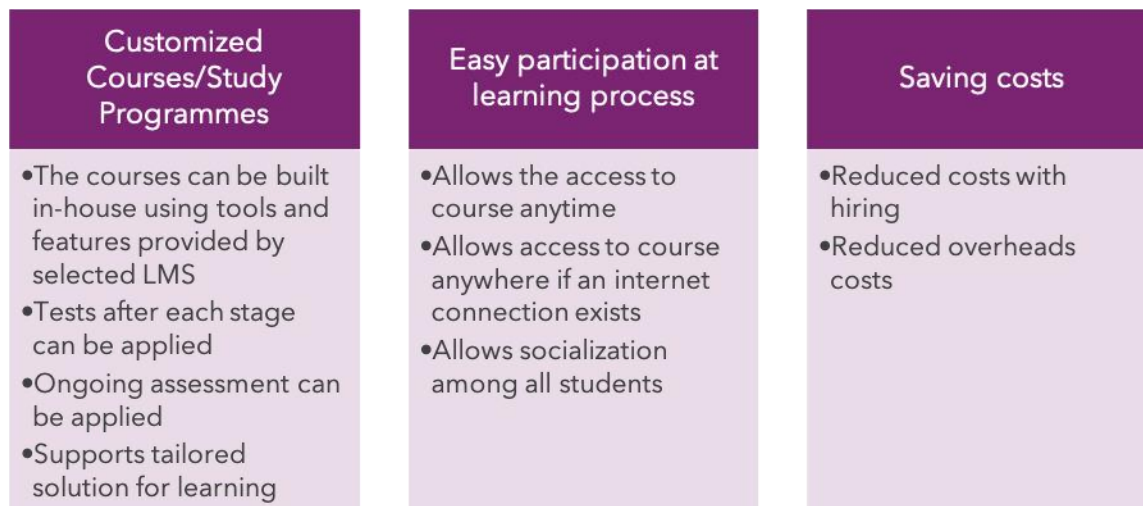 Customized
Courses/Study
Programmes
•The courses can be built
in-house using tools and
features provided by
selected LMS
•Tests after each stage
can be applied
•Ongoing assessment can
be applied
•Supports tailored
solution for learning
Easy participation at
learning process
•Allows the access to
course anytime
•Allows access to course
anywhere if an internet
connection exists
•Allows socialization
among all students
Saving costs
•Reduced costs with
hiring
•Reduced overheads
costs